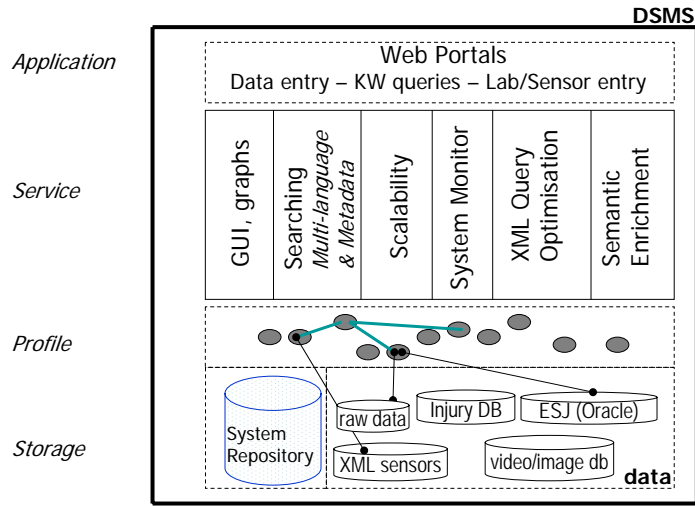 DSMS
Application
Web Portals
Data entry – KW queries – Lab/Sensor entry
Service
GUI, graphs
Searching
Multi-language
& Metadata
Scalability
System Monitor
XML Query
Optimisation
Semantic
Enrichment
Profile
Storage
System
Repository
raw data
Injury DB
ESJ (Oracle)
XML sensors
video/image db
data